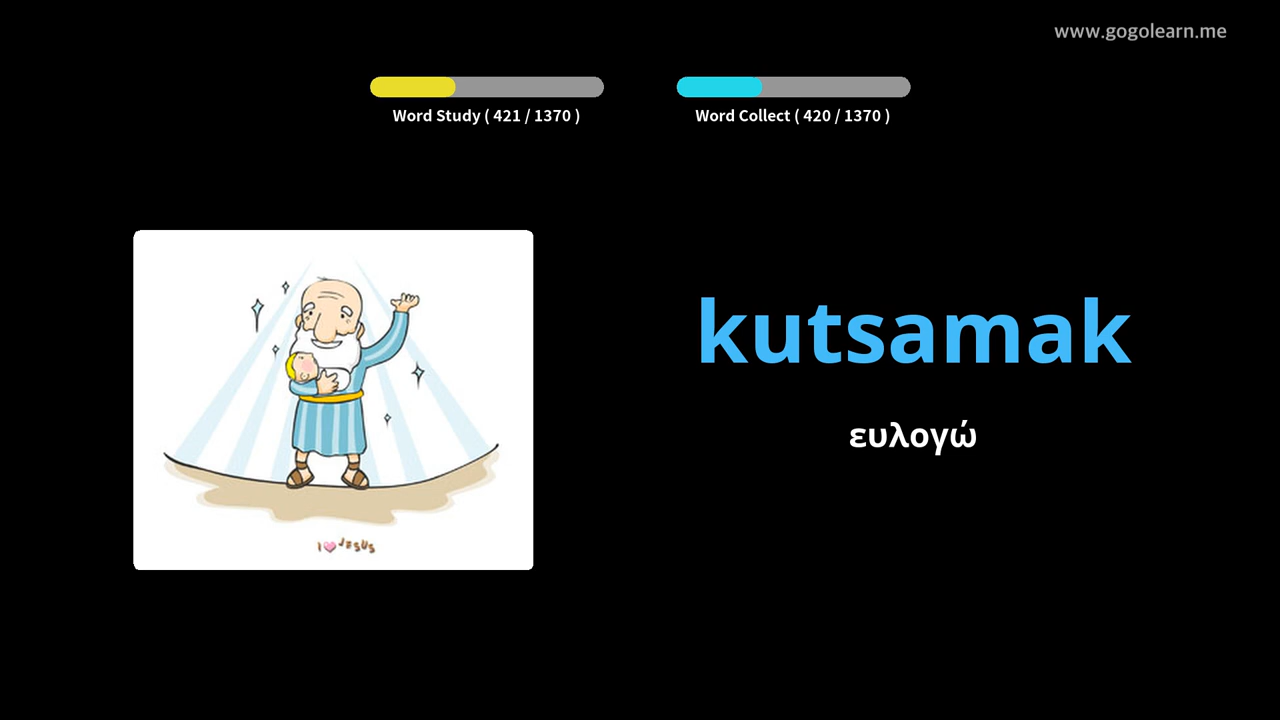 www.gogolearn.me
Word Study ( 421 / 1370 )
Word Collect ( 420 / 1370 )
kutsamak
ευλογώ
I JESUS